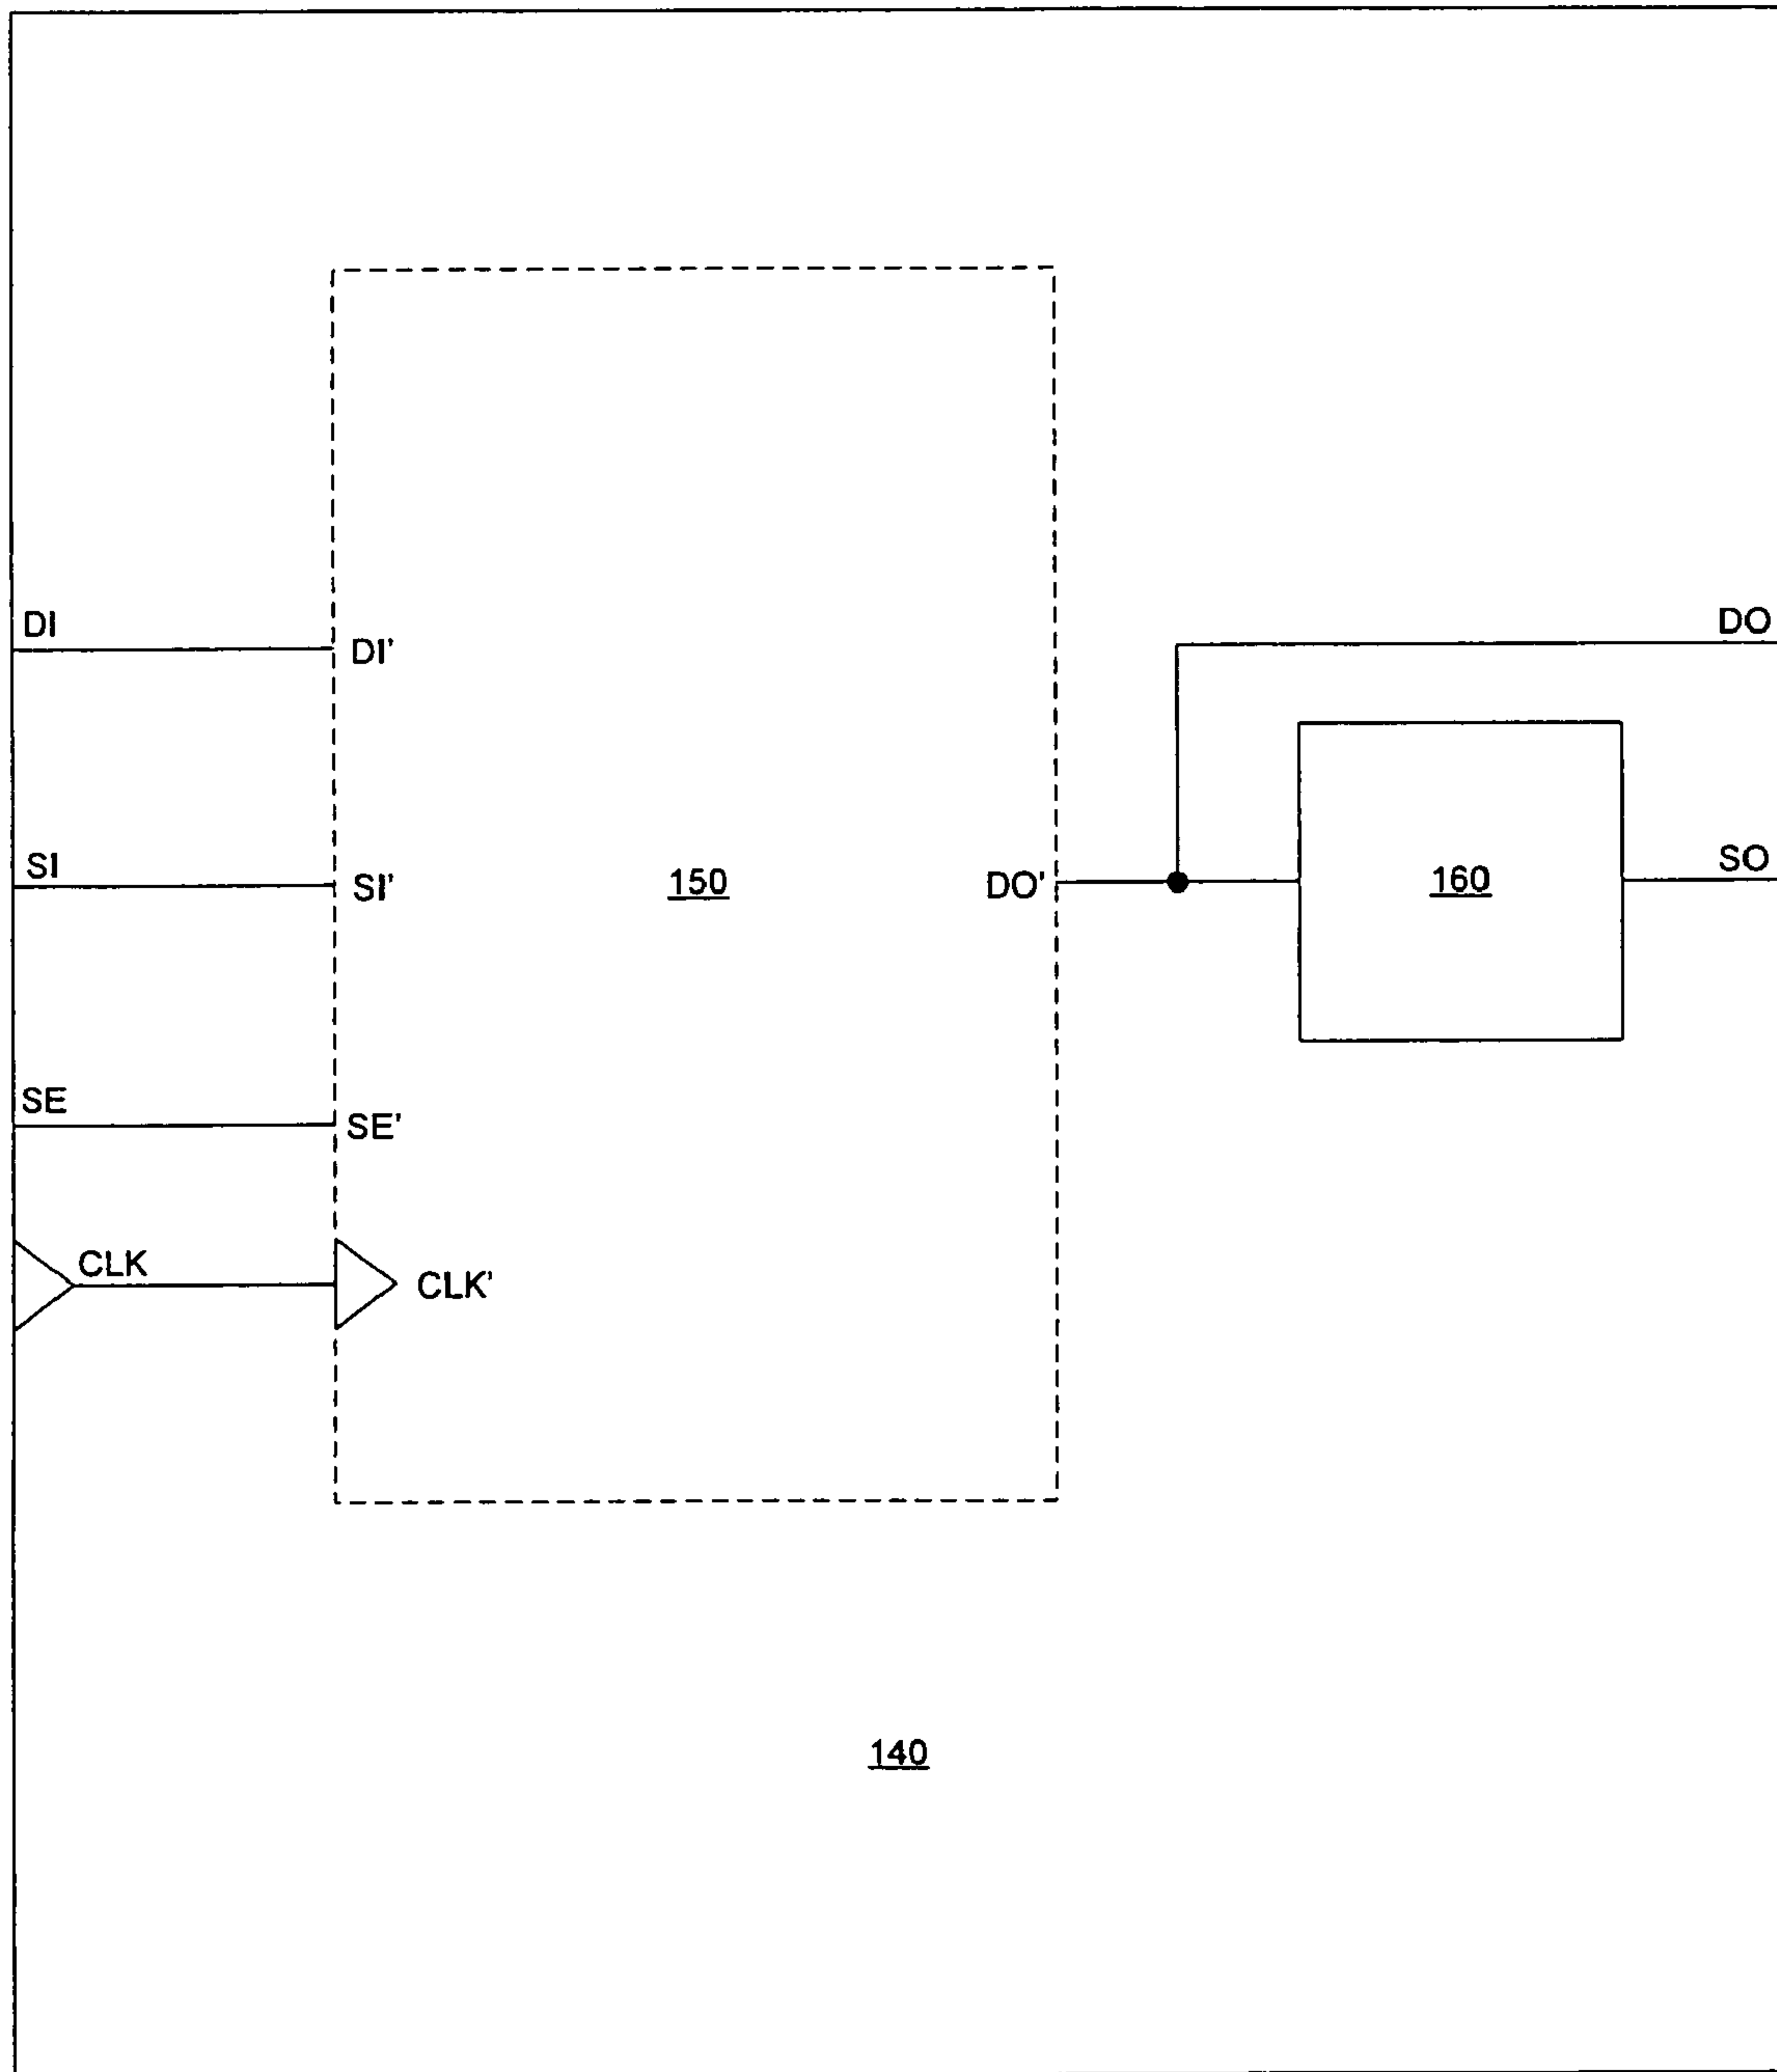 DI
DI'
DO
SI
SI'
150
DO'
160
SO
SE
SE'
CLK
CLK'
140